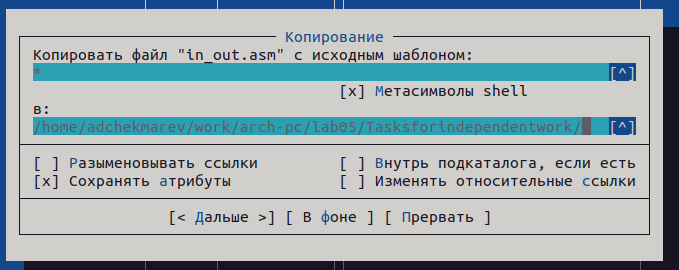 Копирование
Копировать файл "in_out.asm" с исходным шаблоном:
* [^]
[x] Метасимволы shell
в:
/home/adchekmarev/work/arch-pc/lab05/Tasksforindependentwork/ [^]
[ ] Разыменовывать ссылки [ ] Внутрь подкаталога, если есть
[x] Сохранять атрибуты [ ] Изменять относительные ссылки
[< Дальше >] [ В фоне ] [ Прервать ]